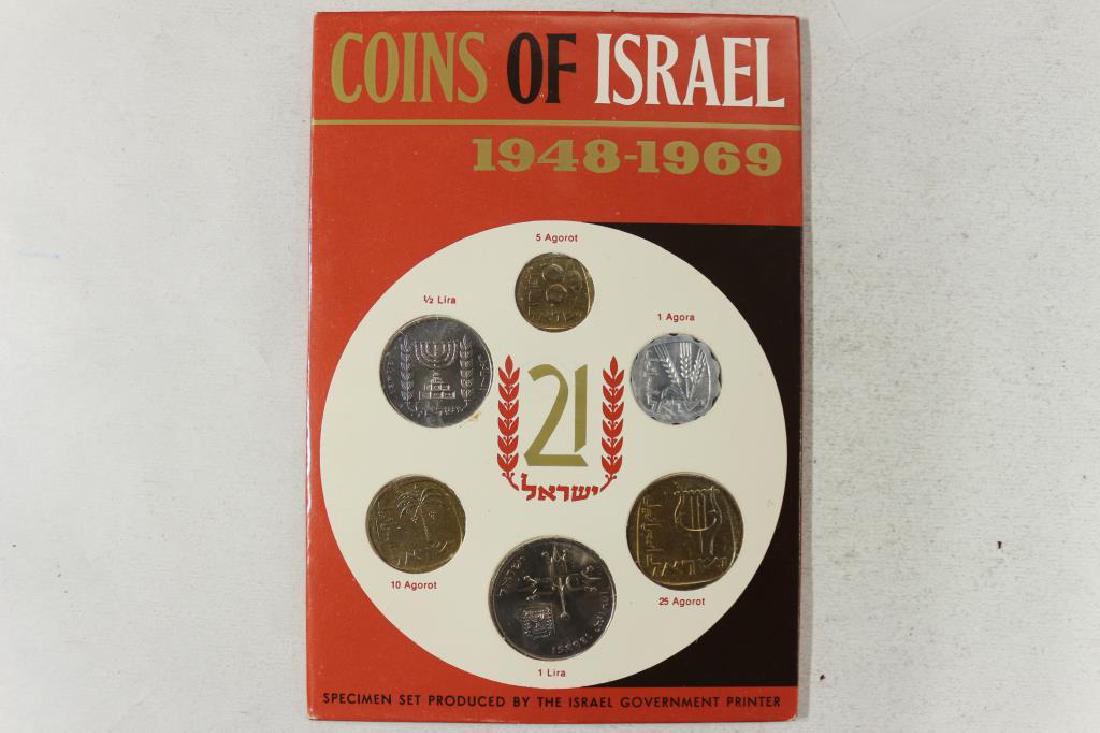 COINS OF ISRAEL
1948-1969
5 Agorot
½ Lira
1 Agora
21
ישראל
10 Agorot
25 Agorot
1 Lira
SPECIMEN SET PRODUCED BY THE ISRAEL GOVERNMENT PRINTER